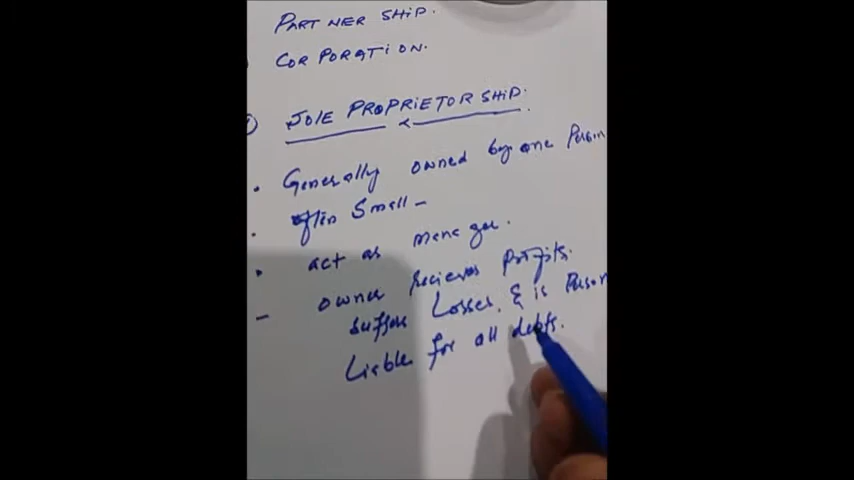 PARTNER SHIP.
CORPORATION.
SOLE PROPRIETOR SHIP.
• Generally owned by one Person
• often Small -
• act as manager.
- owner recieves profits.
suffers Losses. & is Person
Liable for all debts.